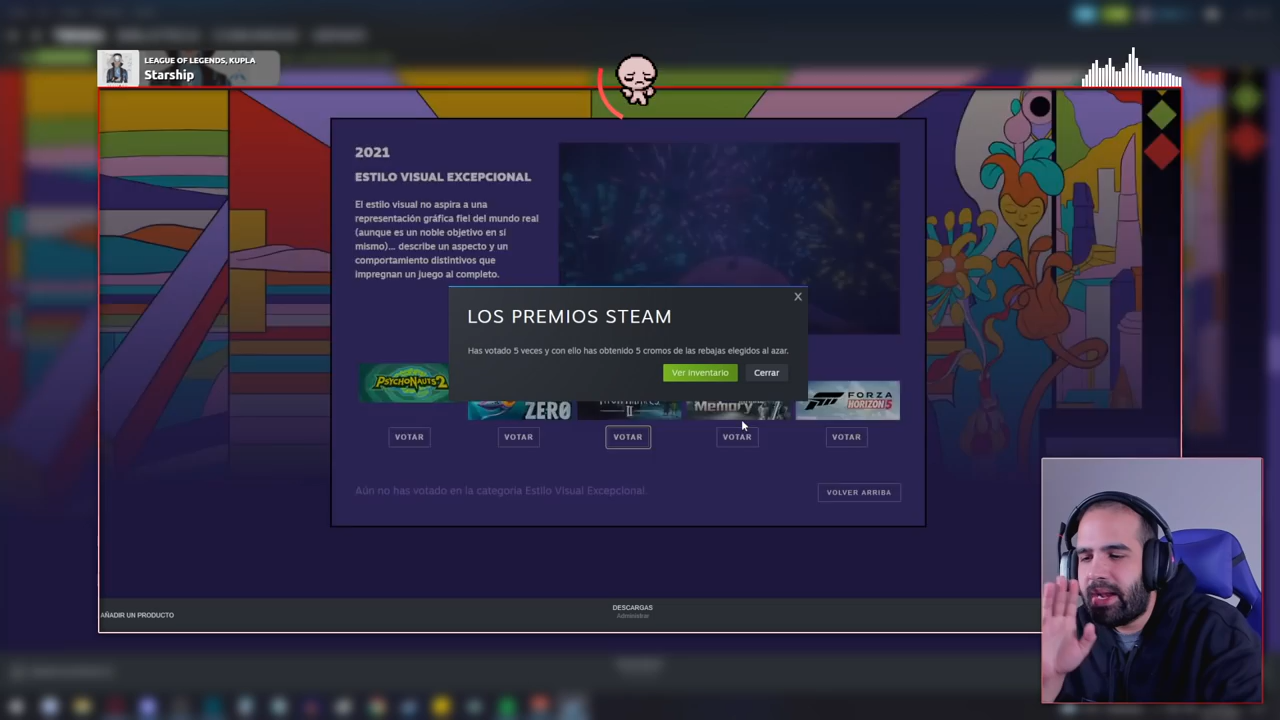 LEAGUE OF LEGENDS, KUPLA
Starship
2021
ESTILO VISUAL EXCEPCIONAL
El estilo visual no aspira a una
representación gráfica fiel del mundo real
(aunque es un noble objetivo en sí
mismo)... describe un aspecto y un
comportamiento distintivos que
impregnan un juego al completo.
X
LOS PREMIOS STEAM
Has votado 5 veces y con ello has obtenido 5 cromos de las rebajas elegidos al azar.
Ver inventario
Cerrar
PSYCHONAUTS 2
ZERO
II
Memory
FORZA
HORIZON 5
VOTAR
VOTAR
VOTAR
VOTAR
VOTAR
Aún no has votado en la categoría Estilo Visual Excepcional.
VOLVER ARRIBA
AÑADIR UN PRODUCTO
DESCARGAS
Administrar